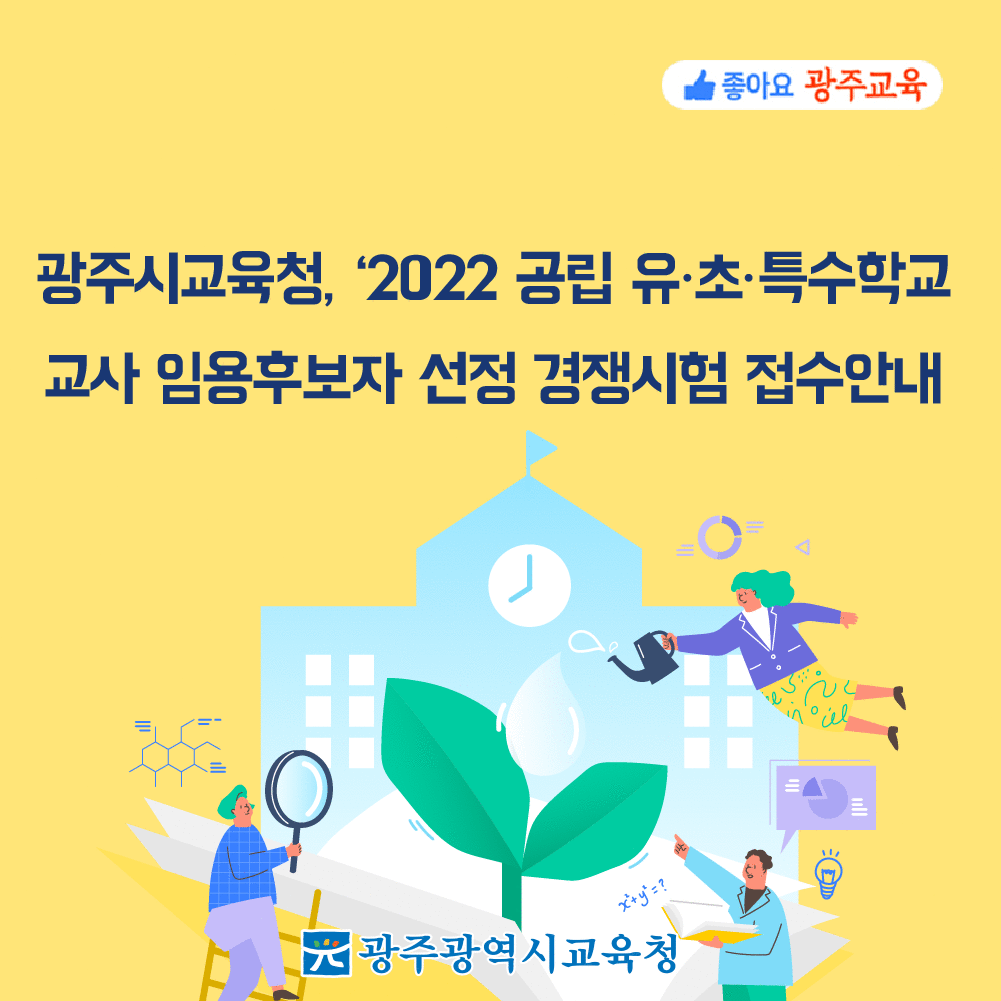 좋아요 광주교육
광주시교육청, ‘2022 공립 유·초·특수학교
교사 임용후보자 선정 경쟁시험 접수안내
x²+y²=?
광주광역시교육청